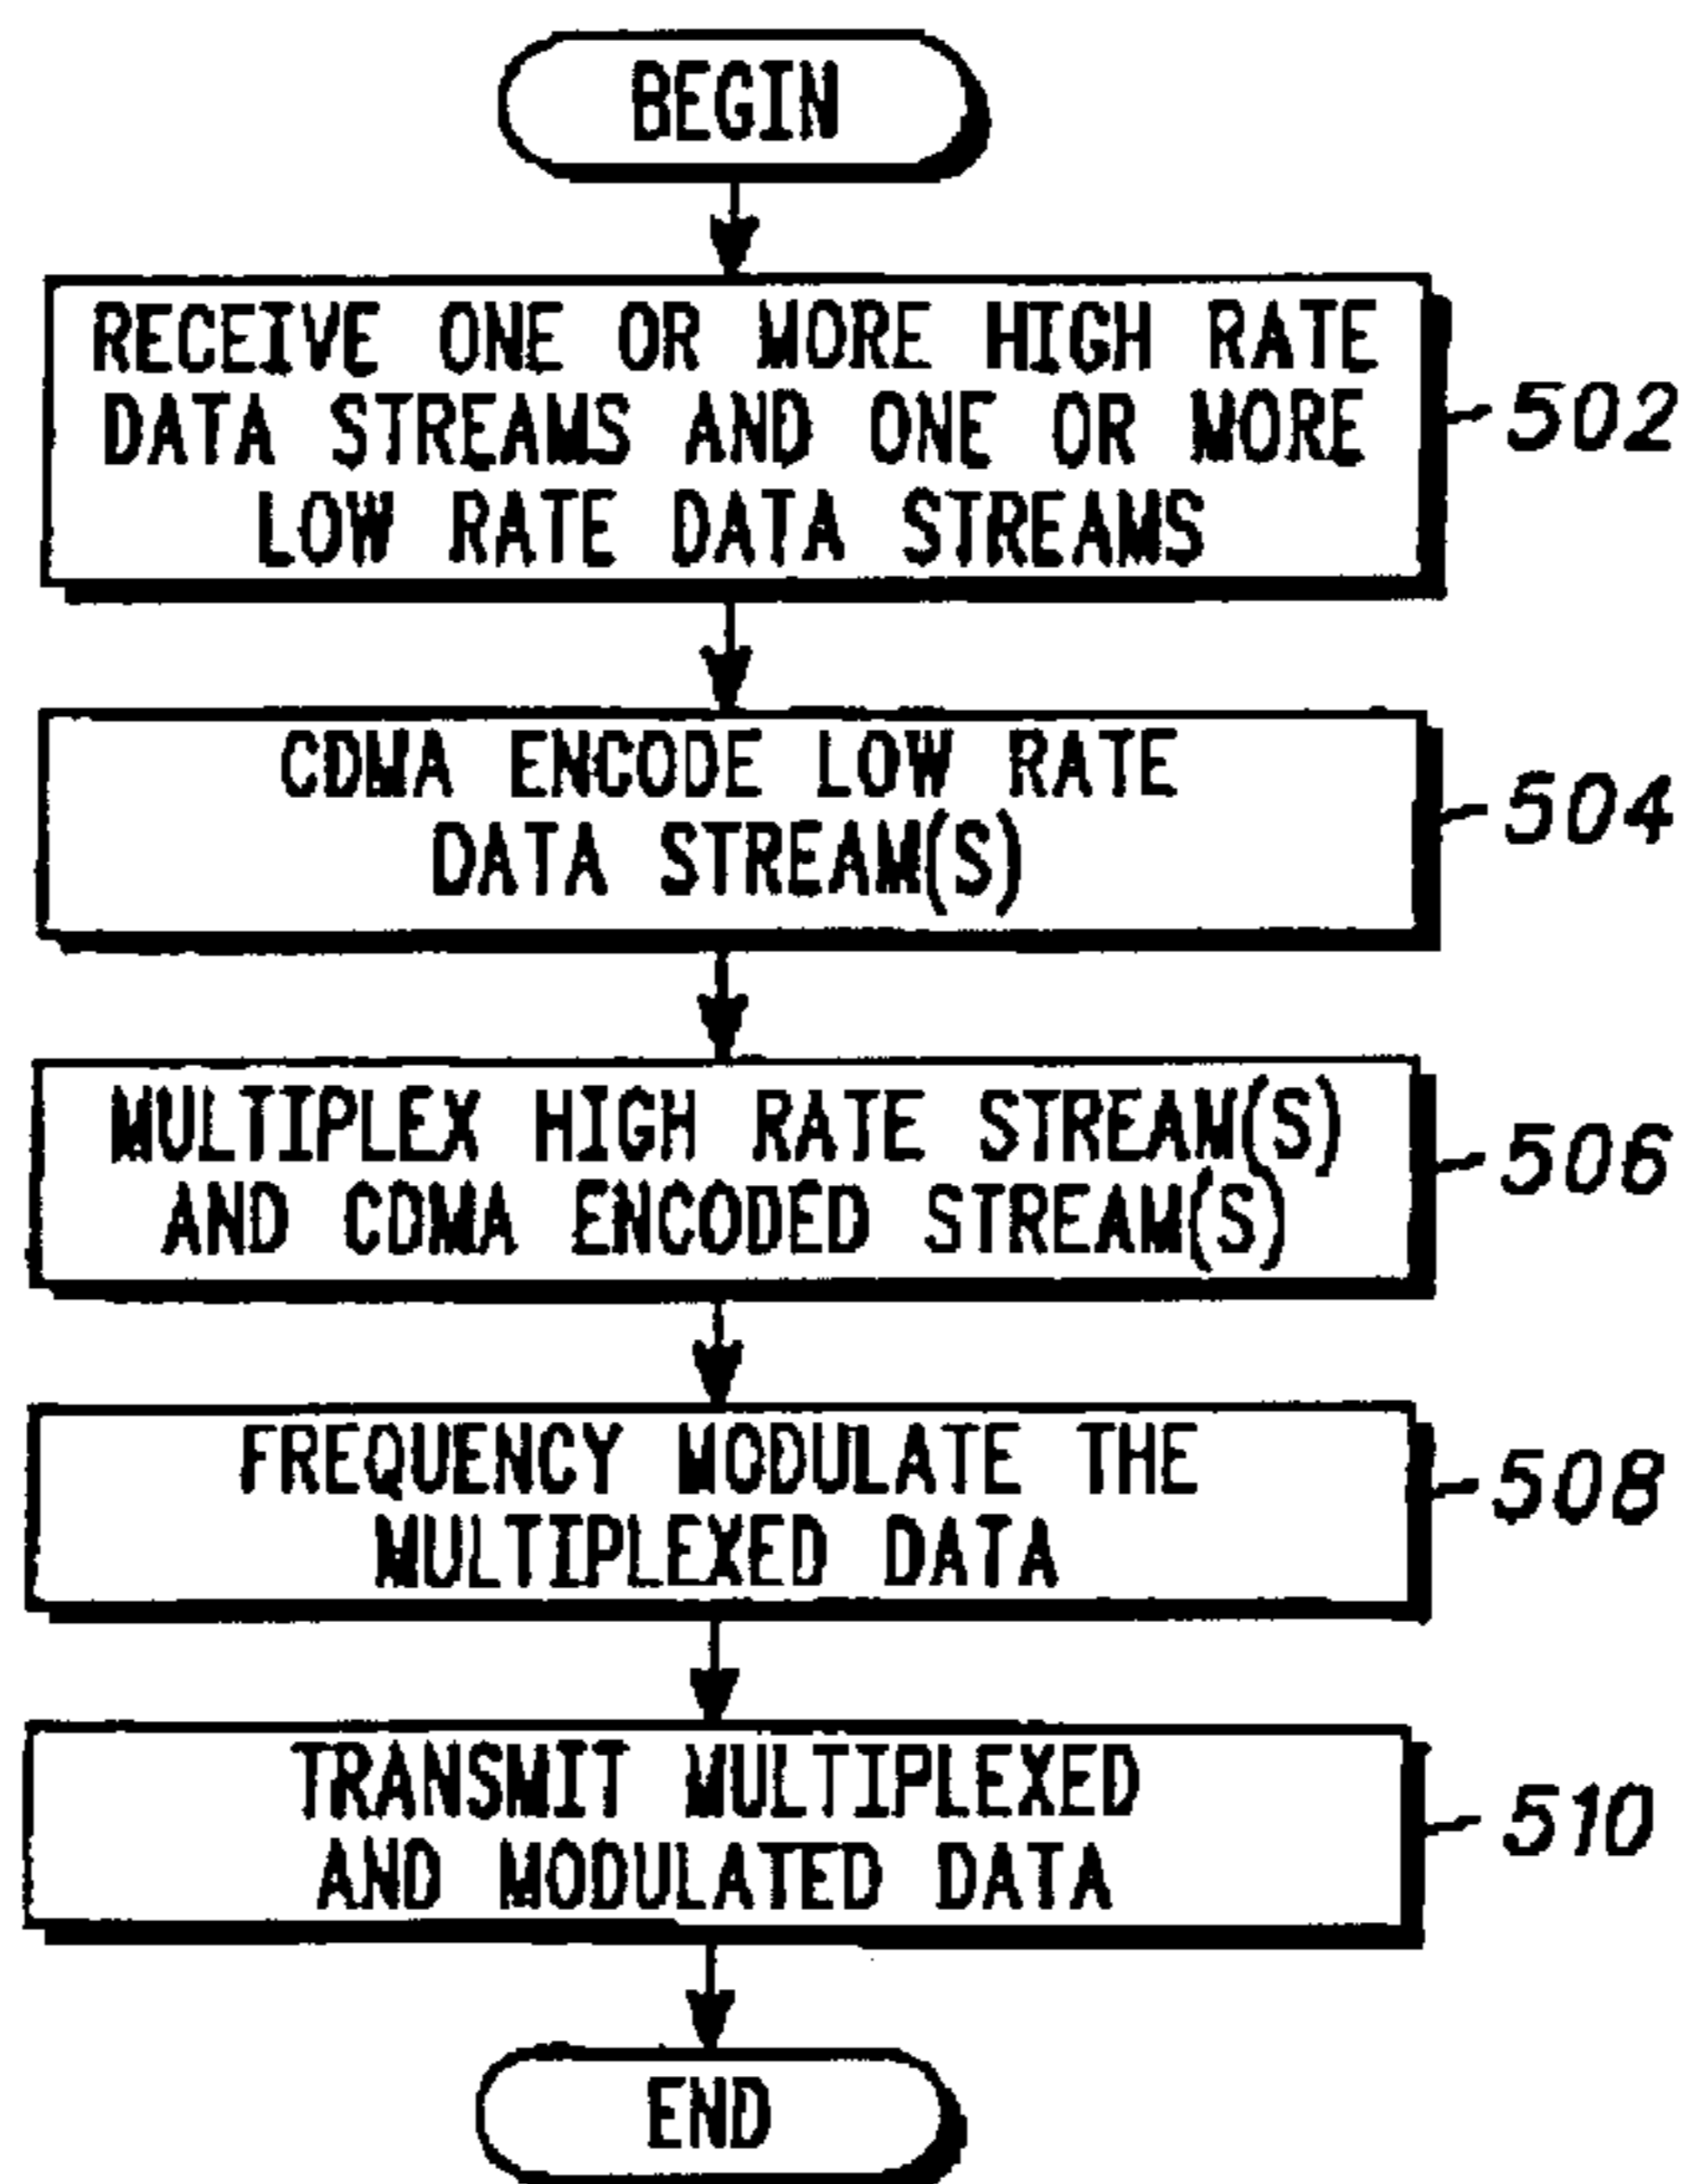 BEGIN
RECEIVE ONE OR MORE HIGH RATE
DATA STREAMS AND ONE OR MORE
LOW RATE DATA STREAMS
502
CDMA ENCODE LOW RATE
DATA STREAM(S)
504
MULTIPLEX HIGH RATE STREAM(S)
AND CDMA ENCODED STREAM(S)
506
FREQUENCY MODULATE THE
MULTIPLEXED DATA
508
TRANSMIT MULTIPLEXED
AND MODULATED DATA
510
END